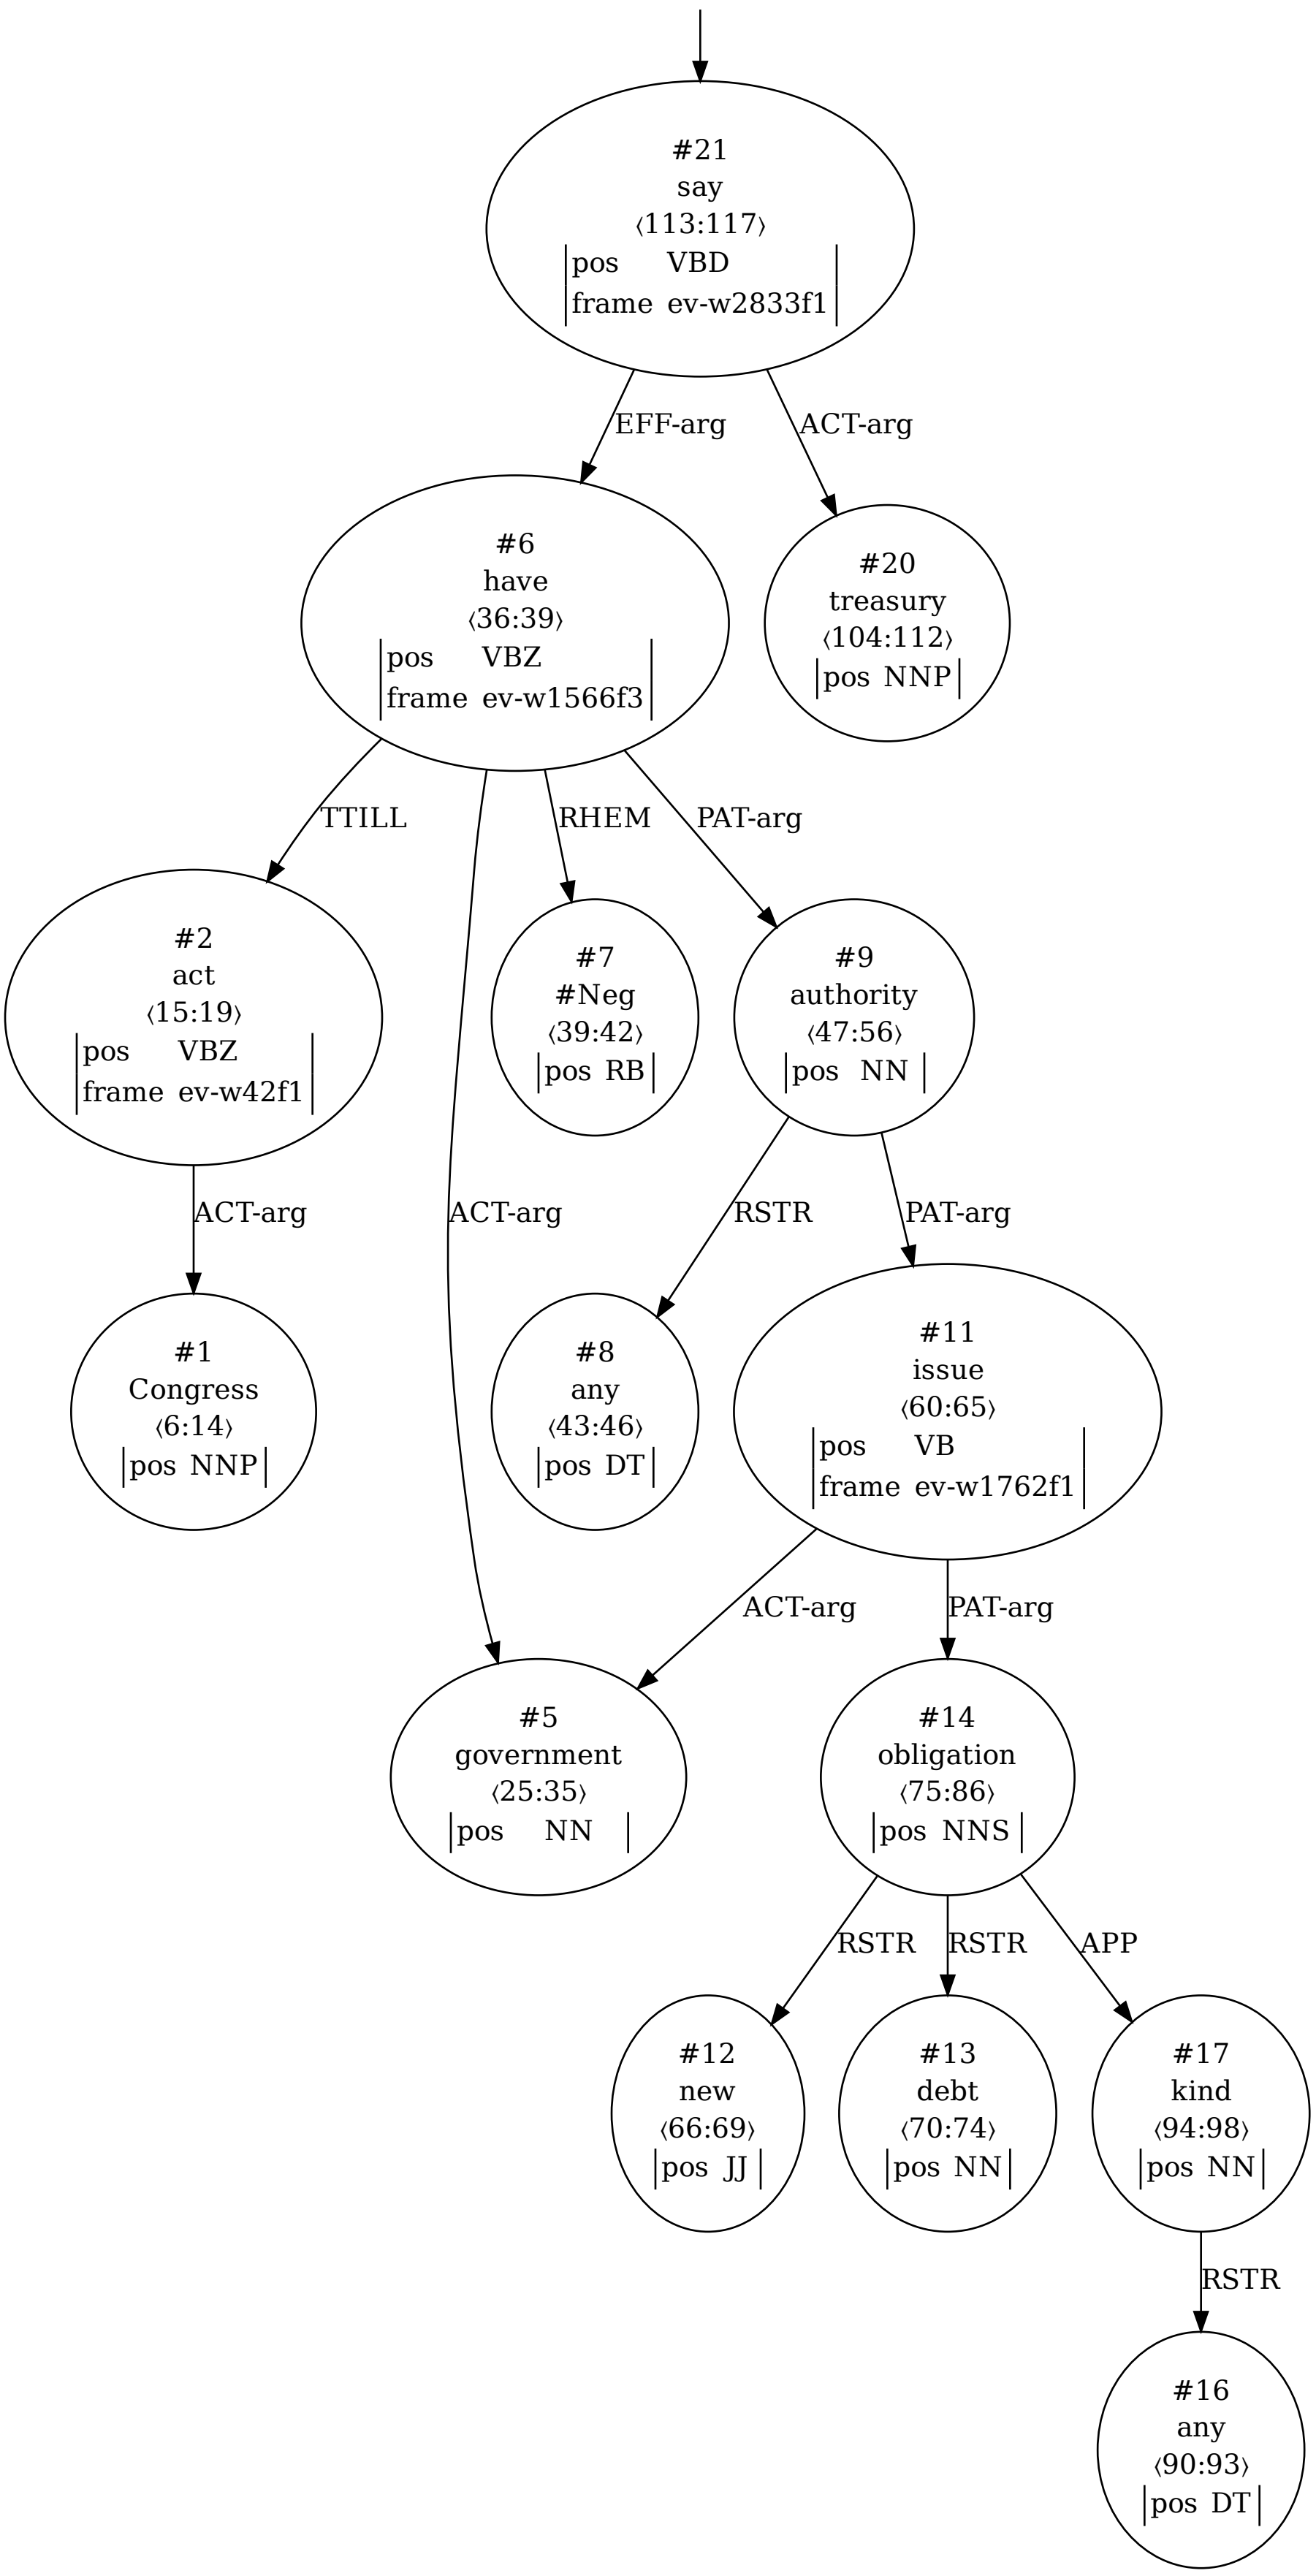 #21
say
⟨113:117⟩
pos VBD
frame ev-w2833f1
EFF-arg
ACT-arg
#6
have
⟨36:39⟩
pos VBZ
frame ev-w1566f3
#20
treasury
⟨104:112⟩
pos NNP
TTILL
RHEM
PAT-arg
#2
act
⟨15:19⟩
pos VBZ
frame ev-w42f1
#7
#Neg
⟨39:42⟩
pos RB
#9
authority
⟨47:56⟩
pos NN
ACT-arg
ACT-arg
RSTR
PAT-arg
#1
Congress
⟨6:14⟩
pos NNP
#8
any
⟨43:46⟩
pos DT
#11
issue
⟨60:65⟩
pos VB
frame ev-w1762f1
ACT-arg
PAT-arg
#5
government
⟨25:35⟩
pos NN
#14
obligation
⟨75:86⟩
pos NNS
RSTR
RSTR
APP
#12
new
⟨66:69⟩
pos JJ
#13
debt
⟨70:74⟩
pos NN
#17
kind
⟨94:98⟩
pos NN
RSTR
#16
any
⟨90:93⟩
pos DT